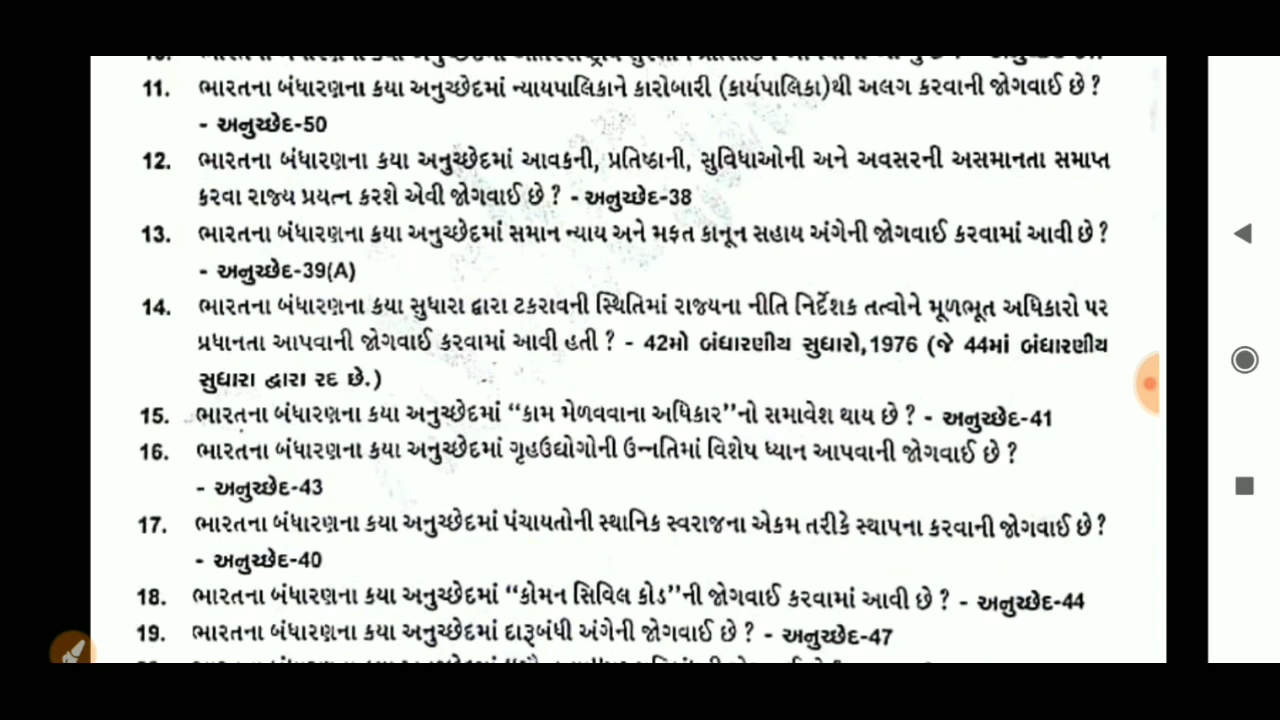 11. ભારતના બંધારણના કયા અનુચ્છેદમાં ન્યાયપાલિકાને કારોબારી (કાર્યપાલિકા)થી અલગ કરવાની જોગવાઈ છે ?
- અનુચ્છેદ-50
12. ભારતના બંધારણના કયા અનુચ્છેદમાં આવકની, પ્રતિષ્ઠાની, સુવિધાઓની અને અવસરની અસમાનતા સમાપ્ત
કરવા રાજ્ય પ્રયત્ન કરશે એવી જોગવાઈ છે ? - અનુચ્છેદ-38
13. ભારતના બંધારણના કયા અનુચ્છેદમાં સમાન ન્યાય અને મફત કાનૂન સહાય અંગેની જોગવાઈ કરવામાં આવી છે ?
- અનુચ્છેદ-39(A)
14. ભારતના બંધારણના કયા સુધારા દ્વારા ટકરાવની સ્થિતિમાં રાજ્યના નીતિ નિર્દેશક તત્વોને મૂળભૂત અધિકારો પર
પ્રધાનતા આપવાની જોગવાઈ કરવામાં આવી હતી ? - 42મો બંધારણીય સુધારો,1976 (જે 44માં બંધારણીય
સુધારા દ્વારા રદ છે.)
15. ભારતના બંધારણના કયા અનુચ્છેદમાં “કામ મેળવવાના અધિકાર”નો સમાવેશ થાય છે ? - અનુચ્છેદ-41
16. ભારતના બંધારણના કયા અનુચ્છેદમાં ગૃહઉદ્યોગોની ઉન્નતિમાં વિશેષ ધ્યાન આપવાની જોગવાઈ છે ?
- અનુચ્છેદ-43
17. ભારતના બંધારણના કયા અનુચ્છેદમાં પંચાયતોની સ્થાનિક સ્વરાજના એકમ તરીકે સ્થાપના કરવાની જોગવાઈ છે ?
- અનુચ્છેદ-40
18. ભારતના બંધારણના કયા અનુચ્છેદમાં “કોમન સિવિલ કોડ”ની જોગવાઈ કરવામાં આવી છે ? - અનુચ્છેદ-44
19. ભારતના બંધારણના કયા અનુચ્છેદમાં દારૂબંધી અંગેની જોગવાઈ છે ? - અનુચ્છેદ-47